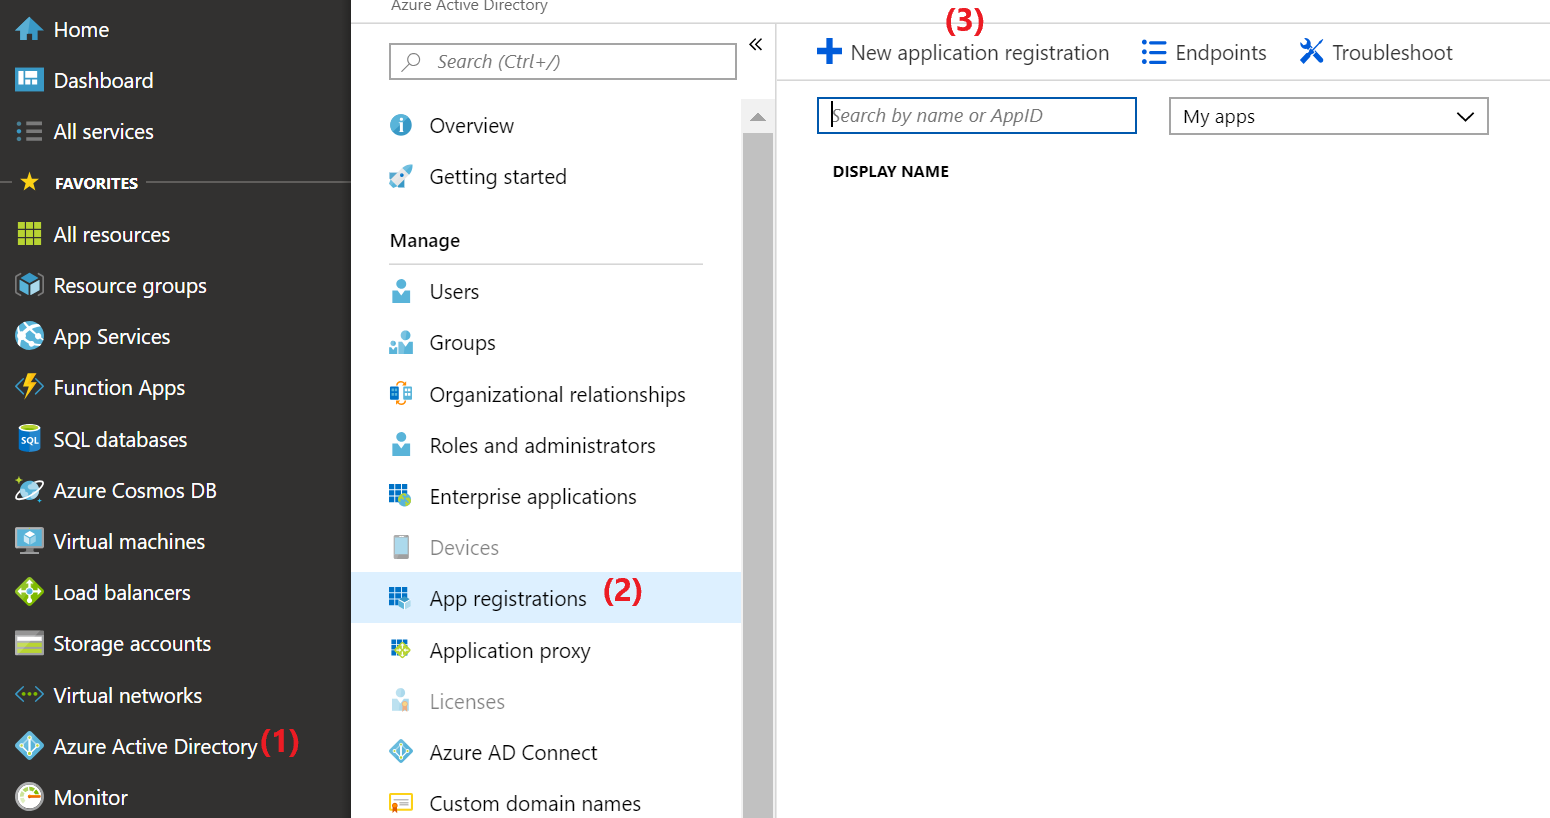 Home
Dashboard
All services
FAVORITES
All resources
Resource groups
App Services
Function Apps
SQL
SQL databases
Azure Cosmos DB
Virtual machines
Load balancers
Storage accounts
Virtual networks
Azure Active Directory (1)
Monitor
Azure Active Directory
Search (Ctrl+/)
Overview
Getting started
Manage
Users
Groups
Organizational relationships
Roles and administrators
Enterprise applications
Devices
App registrations (2)
Application proxy
Licenses
Azure AD Connect
Custom domain names
(3)
New application registration
Endpoints
Troubleshoot
Search by name or AppID
My apps
DISPLAY NAME